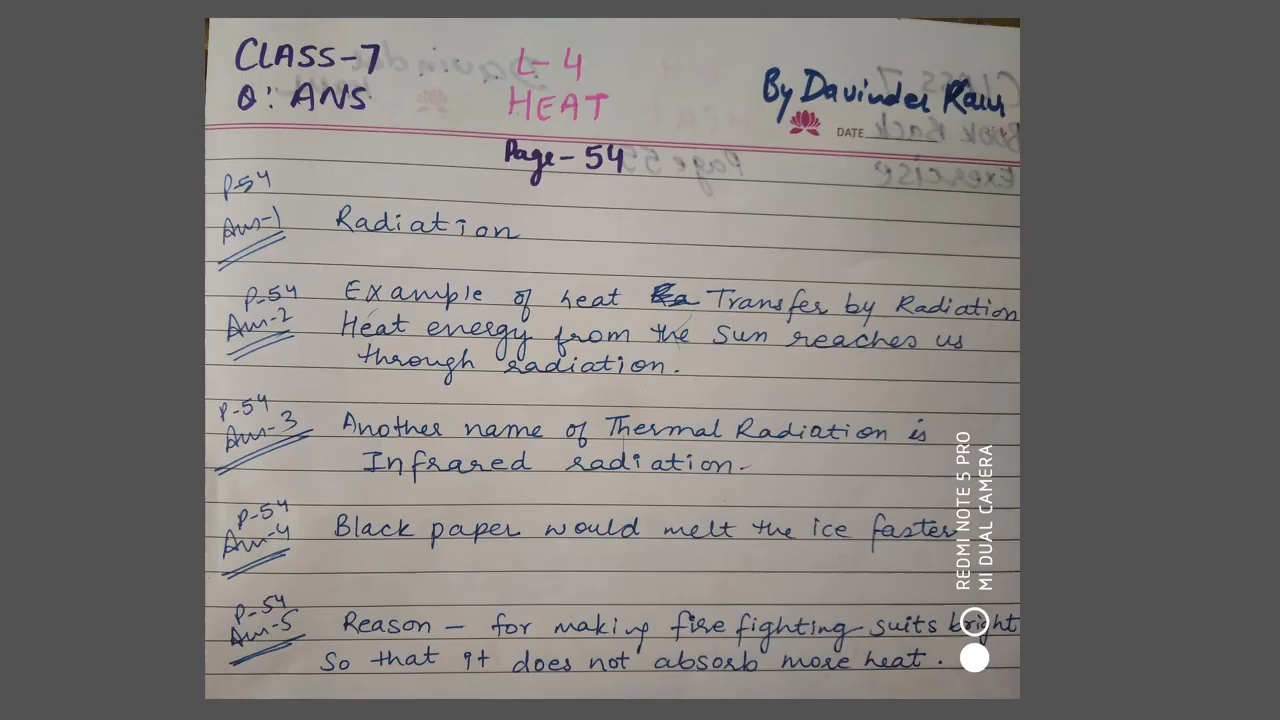 CLASS-7 L-4
Q: ANS HEAT By Davinder Kaur
DATE
Page-54
P-54
Ans-1 Radiation
P-54 Example of heat Transfer by Radiation
Ans-2 Heat energy from the Sun reaches us
through radiation.
P-54
Ans-3 Another name of Thermal Radiation is
Infrared radiation.
P-54
Ans-4 Black paper would melt the ice faster
P-54
Ans-5 Reason - for making fire fighting suits bright
So that it does not absorb more heat.
REDMI NOTE 5 PRO
MI DUAL CAMERA